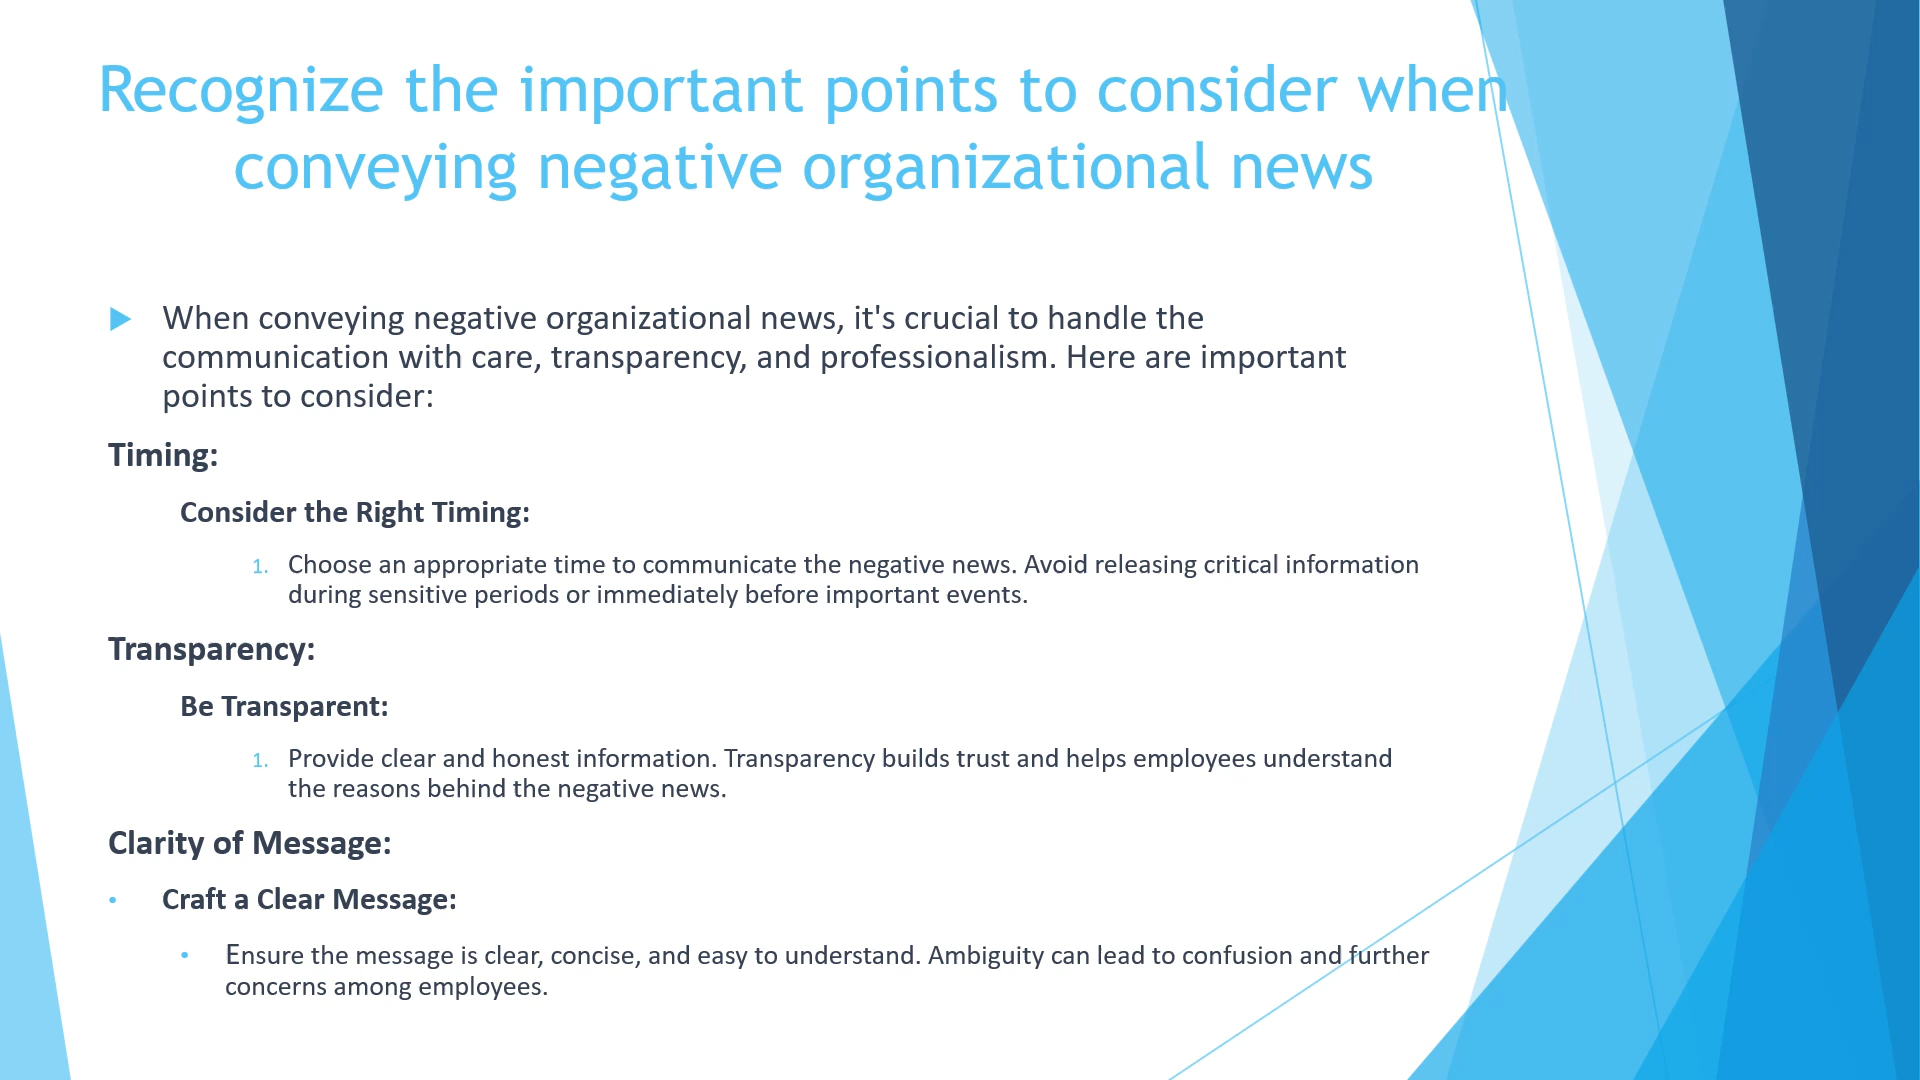 Recognize the important points to consider when
conveying negative organizational news
When conveying negative organizational news, it's crucial to handle the
communication with care, transparency, and professionalism. Here are important
points to consider:
Timing:
Consider the Right Timing:
1. Choose an appropriate time to communicate the negative news. Avoid releasing critical information
during sensitive periods or immediately before important events.
Transparency:
Be Transparent:
1. Provide clear and honest information. Transparency builds trust and helps employees understand
the reasons behind the negative news.
Clarity of Message:
• Craft a Clear Message:
• Ensure the message is clear, concise, and easy to understand. Ambiguity can lead to confusion and further
concerns among employees.